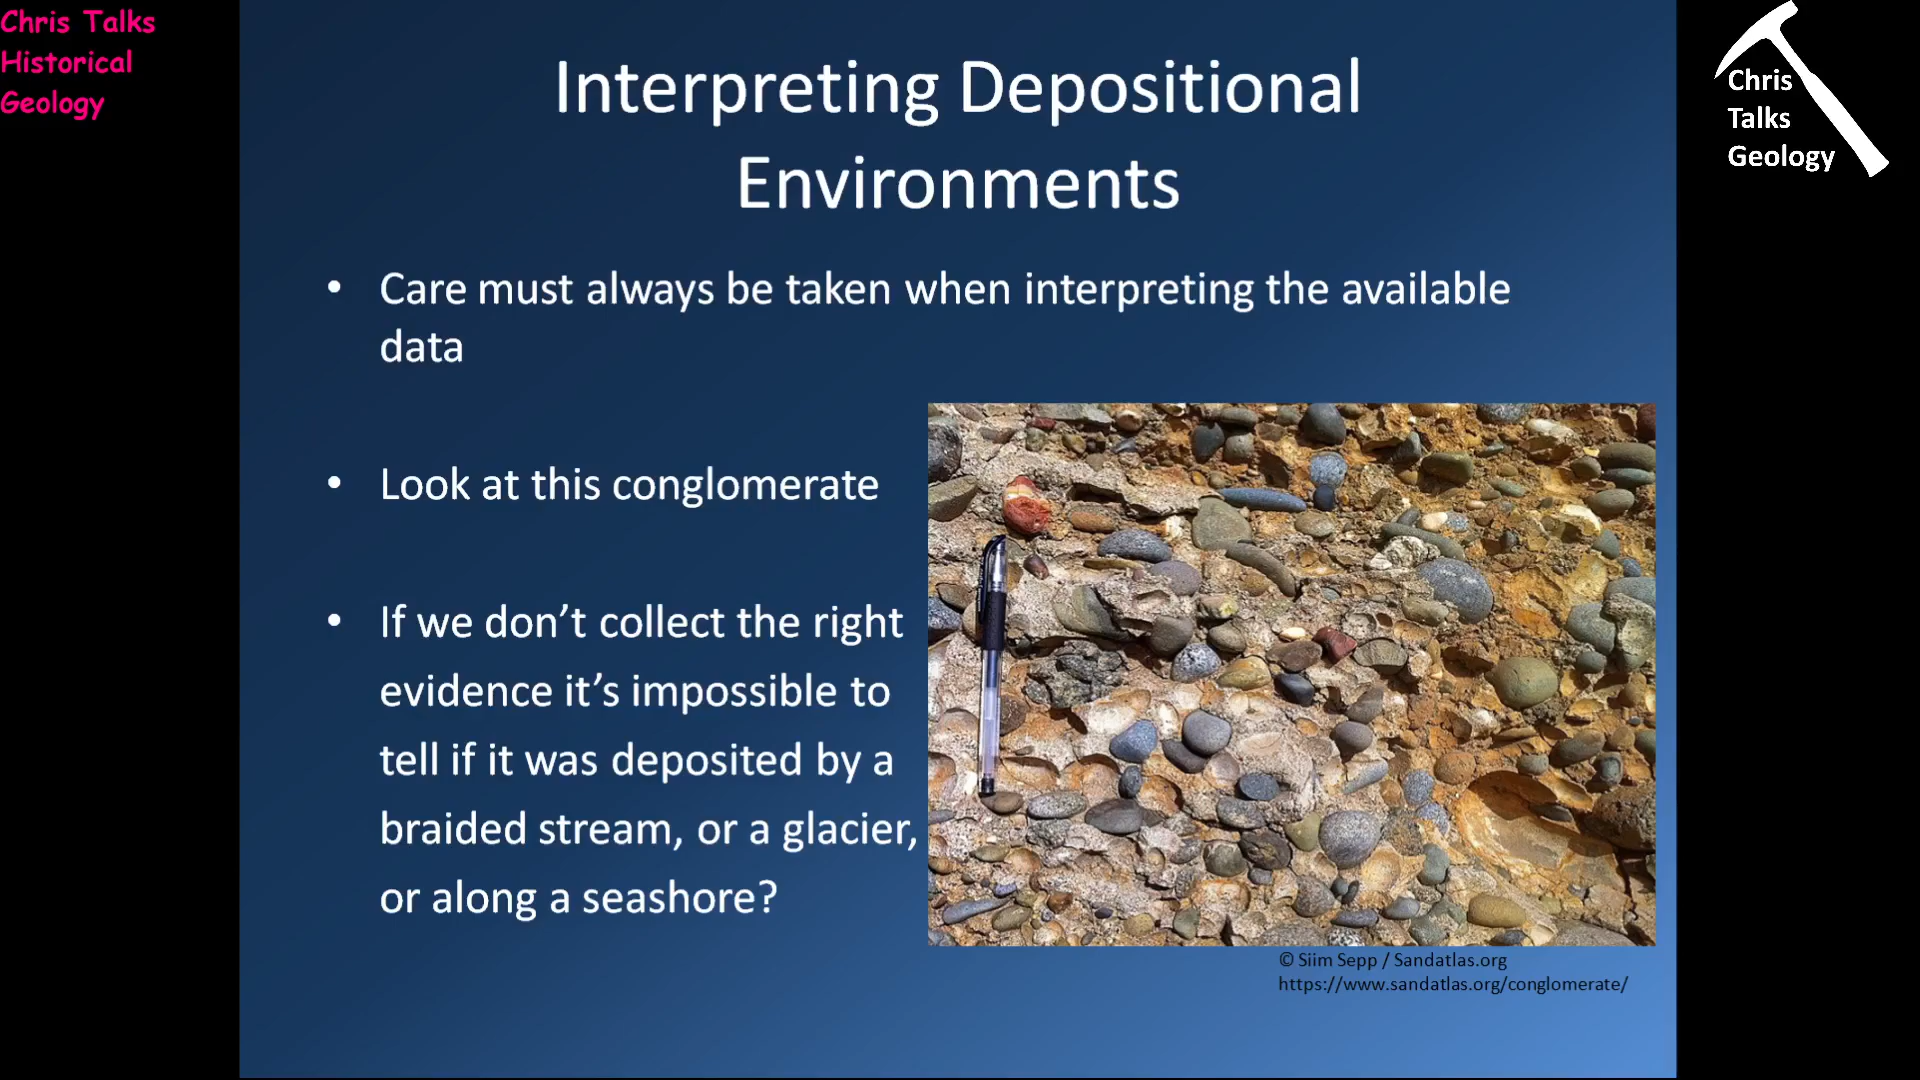 Chris Talks
Historical
Geology
Chris
Talks
Geology
Interpreting Depositional
Environments
• Care must always be taken when interpreting the available
data
• Look at this conglomerate
• If we don’t collect the right
evidence it’s impossible to
tell if it was deposited by a
braided stream, or a glacier,
or along a seashore?
© Siim Sepp / Sandatlas.org
https://www.sandatlas.org/conglomerate/